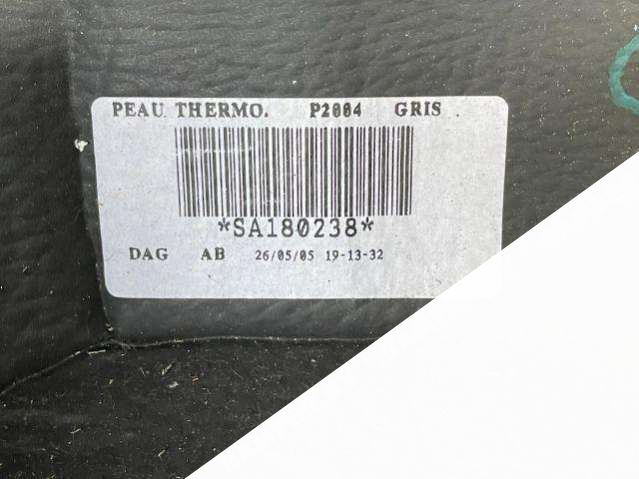 PEAU THERMO. P2004 GRIS .
*SA180238*
DAG AB 26/05/05 19-13-32